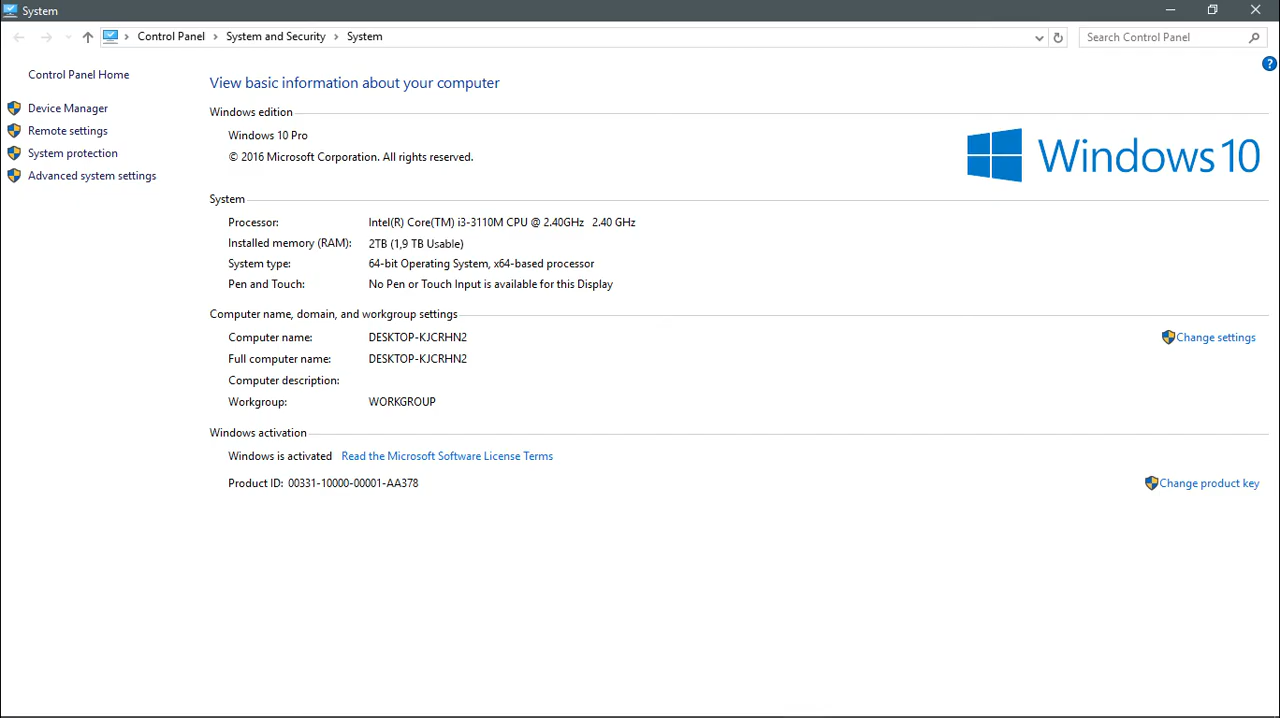 System
Control Panel > System and Security > System
Search Control Panel
Control Panel Home
Device Manager
Remote settings
System protection
Advanced system settings
View basic information about your computer
Windows edition
Windows 10 Pro
© 2016 Microsoft Corporation. All rights reserved.
Windows 10
System
Processor: Intel(R) Core(TM) i3-3110M CPU @ 2.40GHz 2.40 GHz
Installed memory (RAM): 2TB (1,9 TB Usable)
System type: 64-bit Operating System, x64-based processor
Pen and Touch: No Pen or Touch Input is available for this Display
Computer name, domain, and workgroup settings
Computer name: DESKTOP-KJCRHN2
Change settings
Full computer name: DESKTOP-KJCRHN2
Computer description:
Workgroup: WORKGROUP
Windows activation
Windows is activated Read the Microsoft Software License Terms
Product ID: 00331-10000-00001-AA378
Change product key